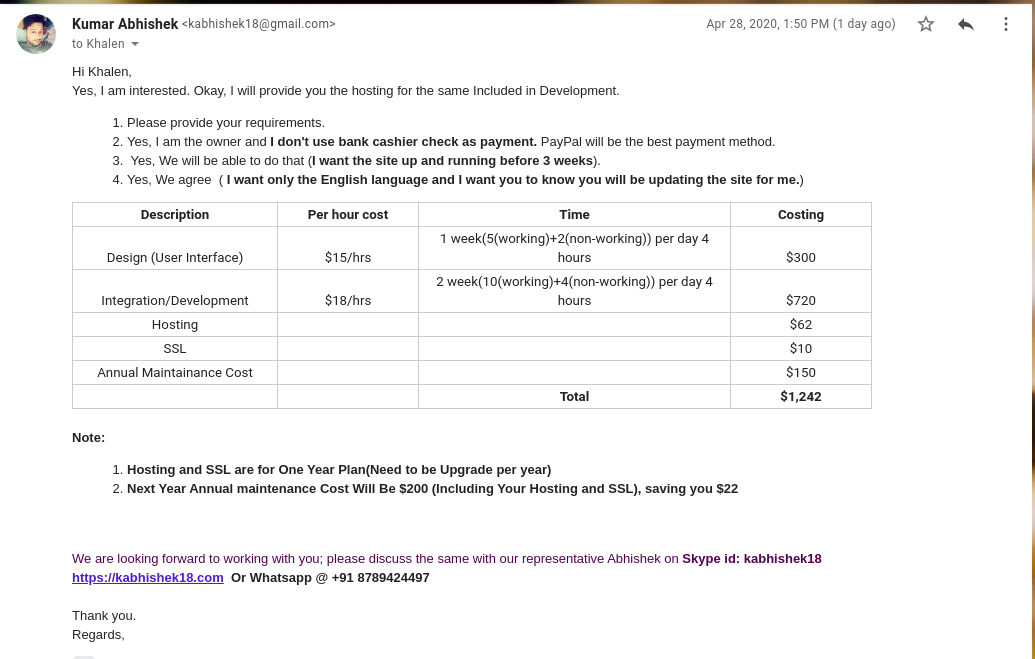 Kumar Abhishek <kabhishek18@gmail.com> Apr 28, 2020, 1:50 PM (1 day ago)
to Khalen
Hi Khalen,
Yes, I am interested. Okay, I will provide you the hosting for the same Included in Development.
1. Please provide your requirements.
2. Yes, I am the owner and I don't use bank cashier check as payment. PayPal will be the best payment method.
3. Yes, We will be able to do that (I want the site up and running before 3 weeks).
4. Yes, We agree ( I want only the English language and I want you to know you will be updating the site for me.)
Description Per hour cost Time Costing
1 week(5(working)+2(non-working)) per day 4
Design (User Interface) $15/hrs hours $300
2 week(10(working)+4(non-working)) per day 4
Integration/Development $18/hrs hours $720
Hosting $62
SSL $10
Annual Maintainance Cost $150
Total $1,242
Note:
1. Hosting and SSL are for One Year Plan(Need to be Upgrade per year)
2. Next Year Annual maintenance Cost Will Be $200 (Including Your Hosting and SSL), saving you $22
We are looking forward to working with you; please discuss the same with our representative Abhishek on Skype id: kabhishek18
https://kabhishek18.com Or Whatsapp @ +91 8789424497
Thank you.
Regards,